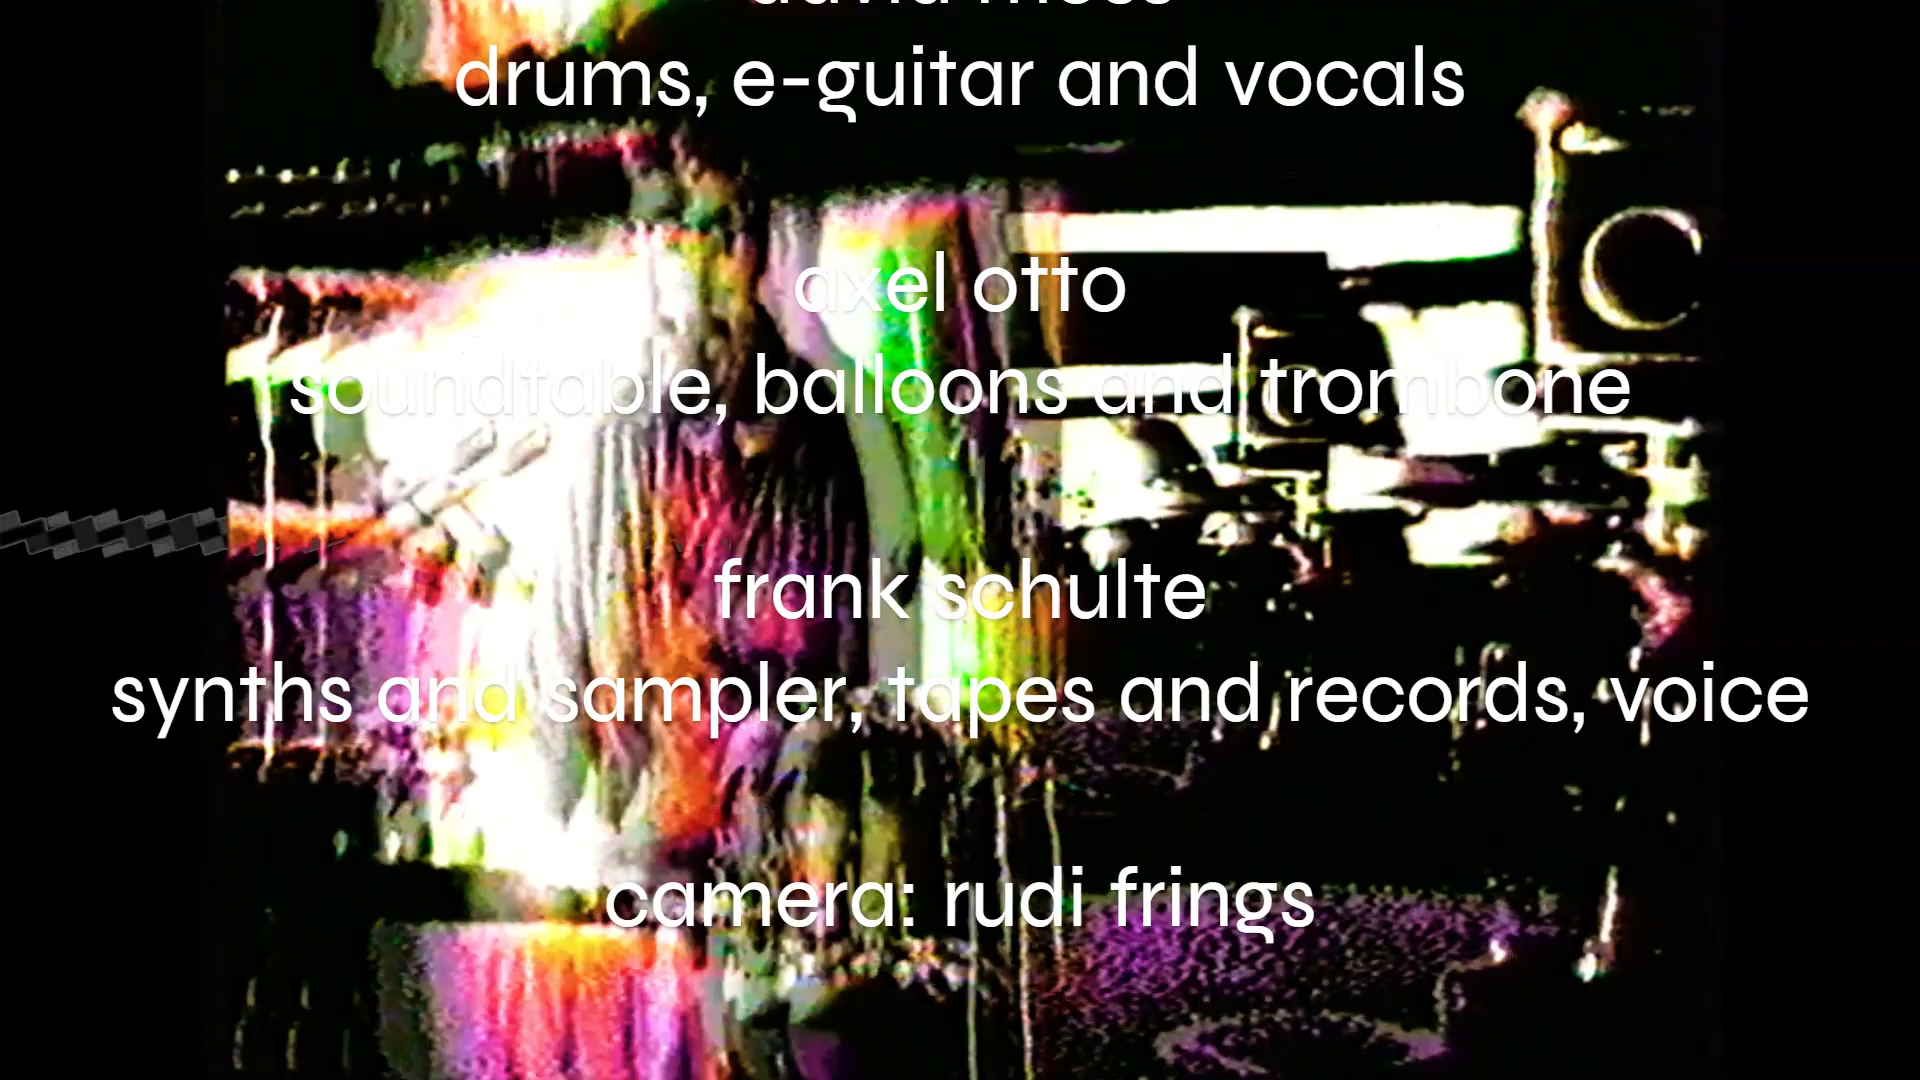 drums, e-guitar and vocals
axel otto
soundtable, balloons and trombone
frank schulte
synths and sampler, tapes and records, voice
camera: rudi frings